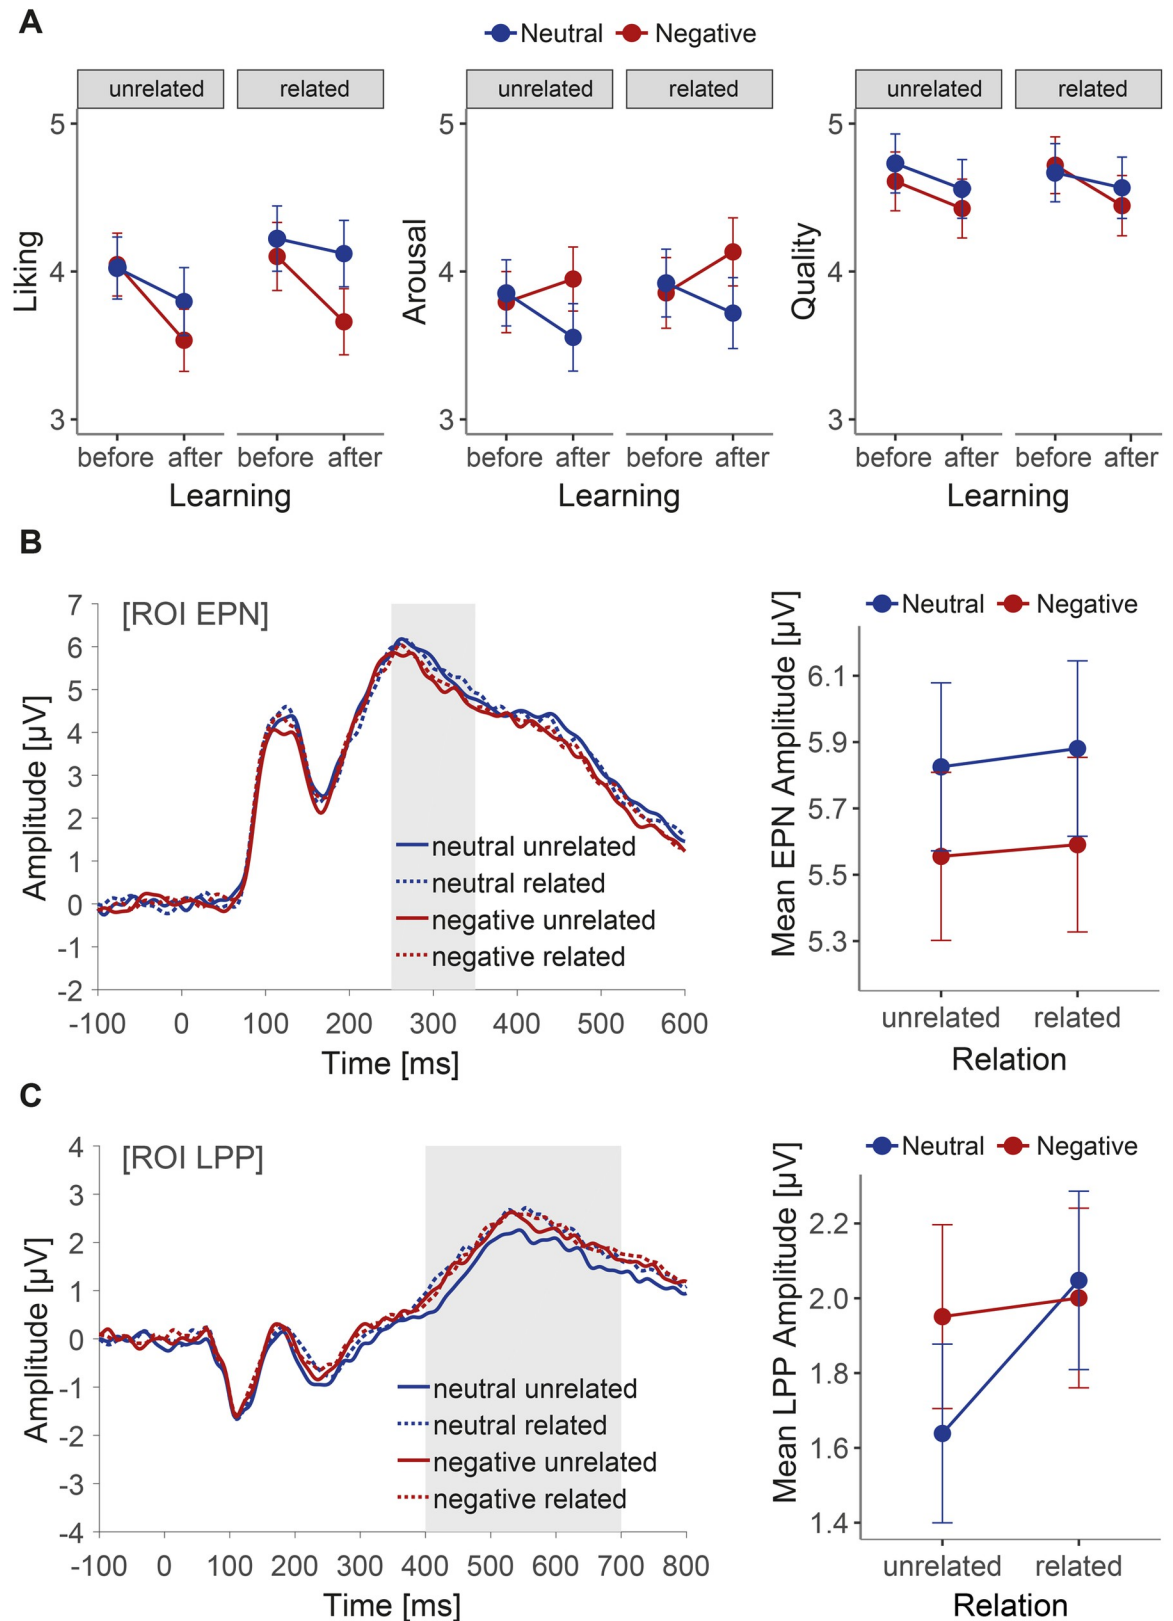 A
Neutral Negative
unrelated related unrelated related unrelated related
5 5 5
4 4 4
3 3 3
Liking
Arousal
Quality
before after before after before after before after before after before after
Learning Learning Learning
B
[ROI EPN]
7
6
5
4
3
2
1
0
-1
-2
Amplitude [µV]
neutral unrelated
neutral related
negative unrelated
negative related
-100 0 100 200 300 400 500 600
Time [ms]
Neutral Negative
Mean EPN Amplitude [µV]
6.1
5.9
5.7
5.5
5.3
unrelated related
Relation
C
[ROI LPP]
4
3
2
1
0
-1
-2
-3
-4
Amplitude [µV]
neutral unrelated
neutral related
negative unrelated
negative related
-100 0 100 200 300 400 500 600 700 800
Time [ms]
Neutral Negative
Mean LPP Amplitude [µV]
2.2
2.0
1.8
1.6
1.4
unrelated related
Relation